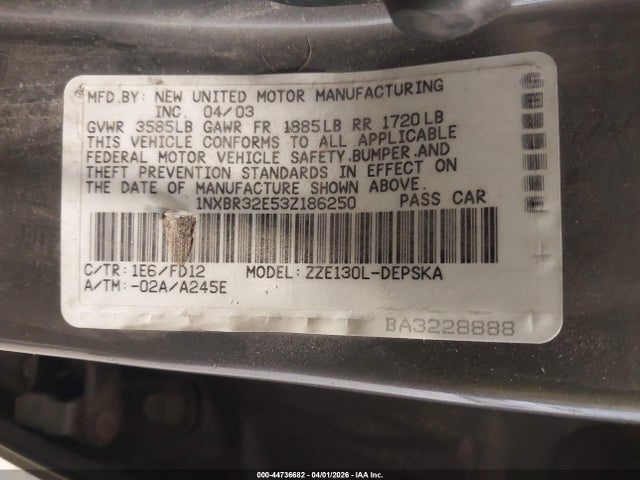 MFD.BY: NEW UNITED MOTOR MANUFACTURING
INC. 04/03
GVWR 3585LB GAWR FR 1885LB RR 1720LB
THIS VEHICLE CONFORMS TO ALL APPLICABLE
FEDERAL MOTOR VEHICLE SAFETY,BUMPER,AND
THEFT PREVENTION STANDARDS IN EFFECT ON
THE DATE OF MANUFACTURE SHOWN ABOVE.
1NXBR32E53Z186250 PASS CAR
C/TR: 1E6/FD12 MODEL: ZZE130L-DEPSKA
A/TM: -02A/A245E
BA3228888
000-44736682 - 04/01/2026 - IAA Inc.